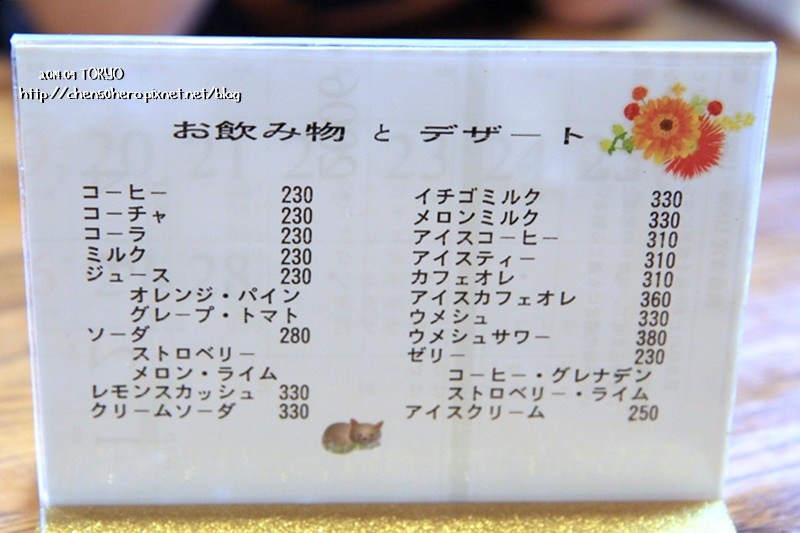 2014.01 TOKYO
http://chen50hero.pixnet.net/blog
お飲み物 と デザート
コーヒー 230
コーチャ 230
コーラ 230
ミルク 230
ジュース 230
オレンジ・パイン
グレープ・トマト
ソーダ 280
ストロベリー
メロン・ライム
レモンスカッシュ 330
クリームソーダ 330
イチゴミルク 330
メロンミルク 330
アイスコーヒー 310
アイスティー 310
カフェオレ 310
アイスカフェオレ 360
ウメシュ 330
ウメシュサワー 380
ゼリー 230
コーヒー・グレナデン
ストロベリー・ライム
アイスクリーム 250